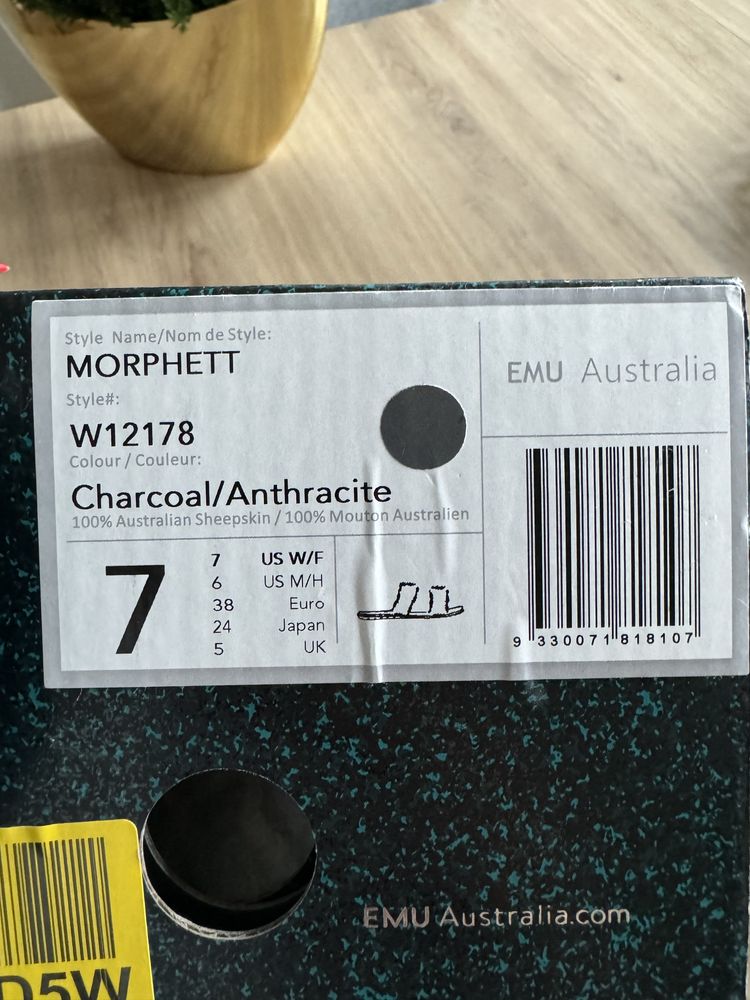 Style Name/Nom de Style:
MORPHETT
Style#:
W12178
Colour / Couleur:
Charcoal/Anthracite
100% Australian Sheepskin / 100% Mouton Australien
7
7 US W/F
6 US M/H
38 Euro
24 Japan
5 UK
EMU Australia
9 330071 818107
EMU Australia.com
D5W